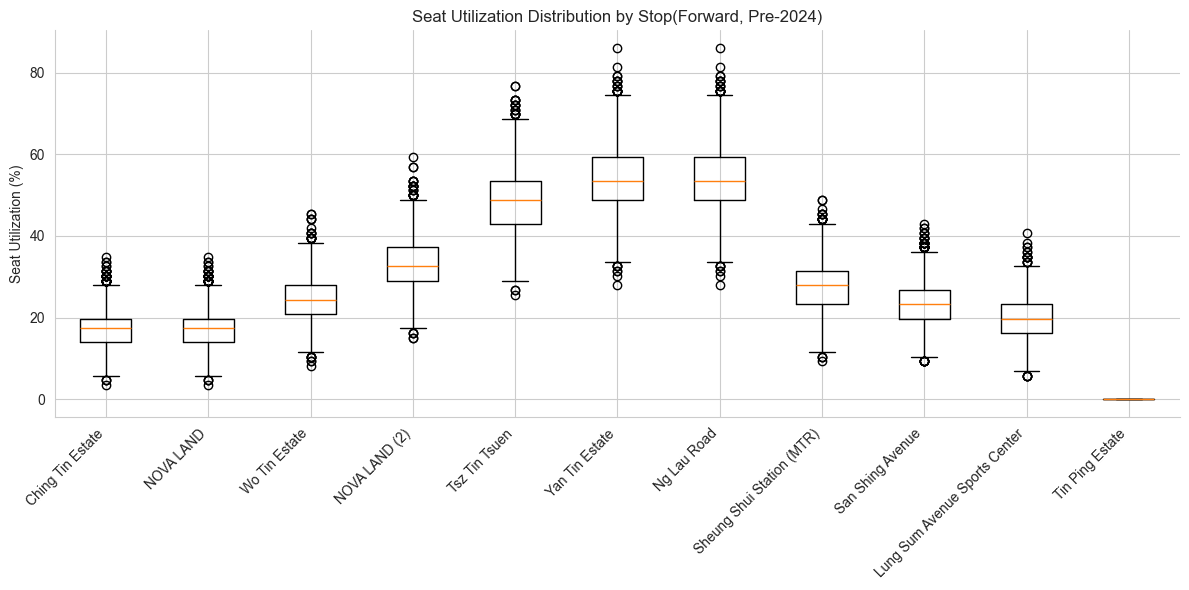 Seat Utilization Distribution by Stop(Forward, Pre-2024)
Seat Utilization (%)
80
60
40
20
0
Ching Tin Estate
NOVA LAND
Wo Tin Estate
NOVA LAND (2)
Tsz Tin Tsuen
Yan Tin Estate
Ng Lau Road
Sheung Shui Station (MTR)
San Shing Avenue
Lung Sum Avenue Sports Center
Tin Ping Estate